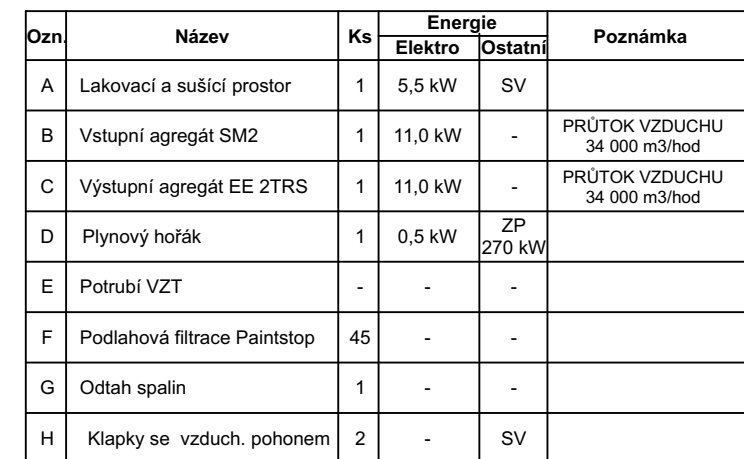 Ozn. Název Ks Energie Poznámka
Elektro Ostatní
A Lakovací a sušící prostor 1 5,5 kW SV
B Vstupní agregát SM2 1 11,0 kW - PRŮTOK VZDUCHU
34 000 m3/hod
C Výstupní agregát EE 2TRS 1 11,0 kW - PRŮTOK VZDUCHU
34 000 m3/hod
D Plynový hořák 1 0,5 kW ZP
270 kW
E Potrubí VZT - - -
F Podlahová filtrace Paintstop 45 - -
G Odtah spalin 1 - -
H Klapky se vzduch. pohonem 2 - SV